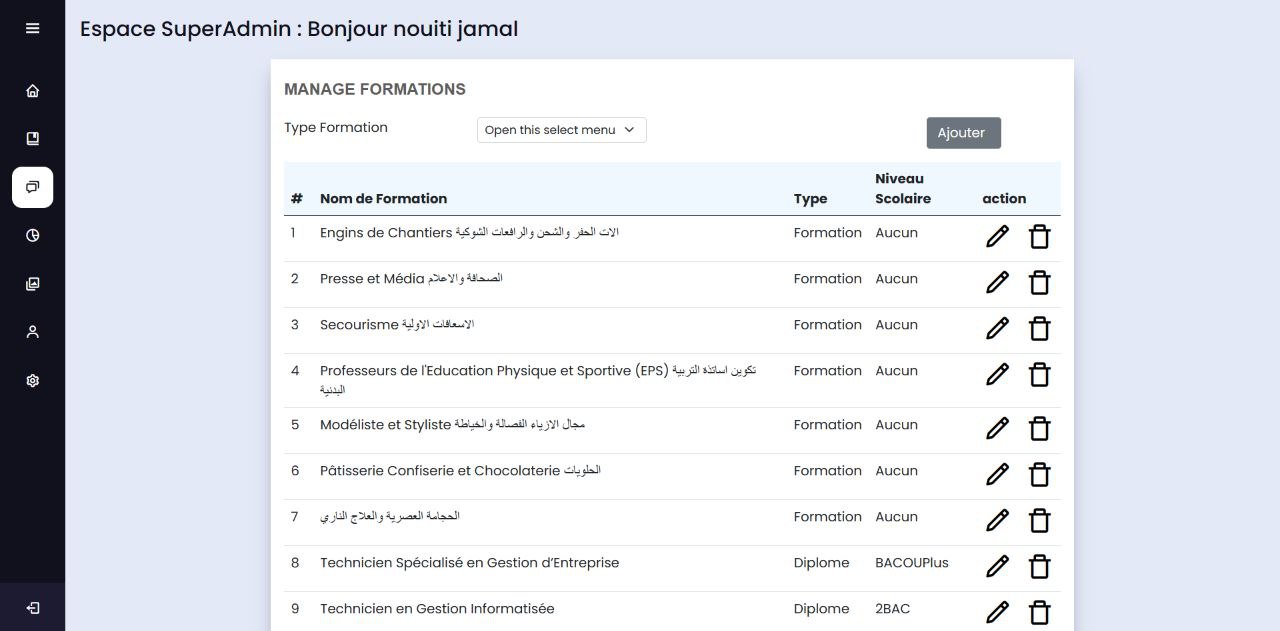 Espace SuperAdmin : Bonjour nouiti jamal
MANAGE FORMATIONS
Type Formation Open this select menu Ajouter
# Nom de Formation Type Niveau Scolaire action
1 Engins de Chantiers الات الحفر والشحن والرافعات الشوكية Formation Aucun
2 Presse et Média الصحافة والاعلام Formation Aucun
3 Secourisme الاسعافات الاولية Formation Aucun
4 Professeurs de l'Education Physique et Sportive (EPS) تكوين اساتذة التربية Formation Aucun
البدنية
5 Modéliste et Styliste مجال الازياء الفصالة والخياطة Formation Aucun
6 Pâtisserie Confiserie et Chocolaterie الحلويات Formation Aucun
7 الحجامة العصرية والعلاج الناري Formation Aucun
8 Technicien Spécialisé en Gestion d’Entreprise Diplome BACOUPlus
9 Technicien en Gestion Informatisée Diplome 2BAC